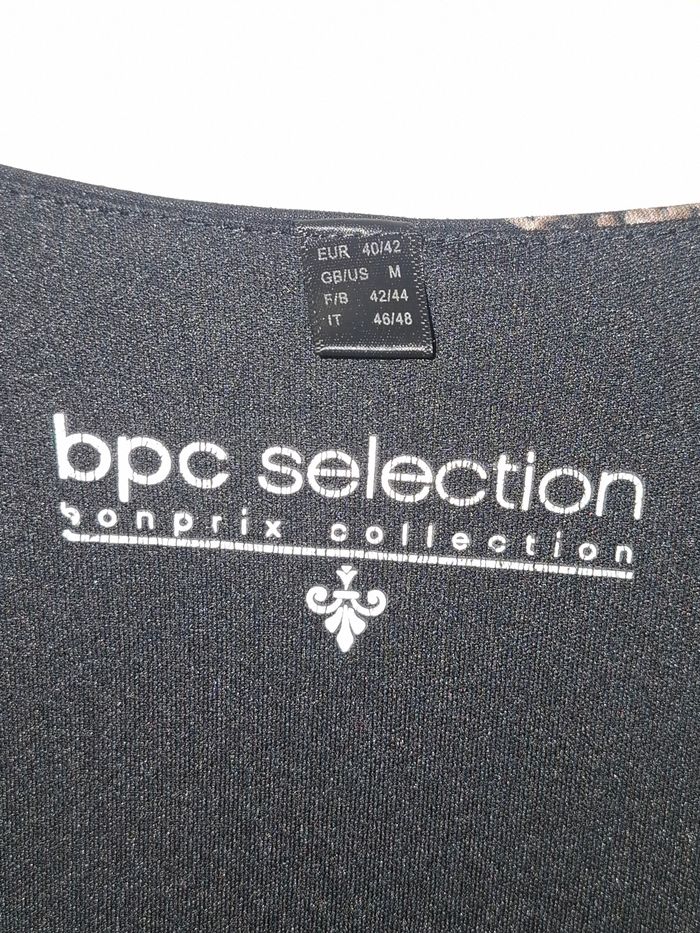 EUR 40/42
GB/US M
F/B 42/44
IT 46/48
bpc selection
bonprix collection